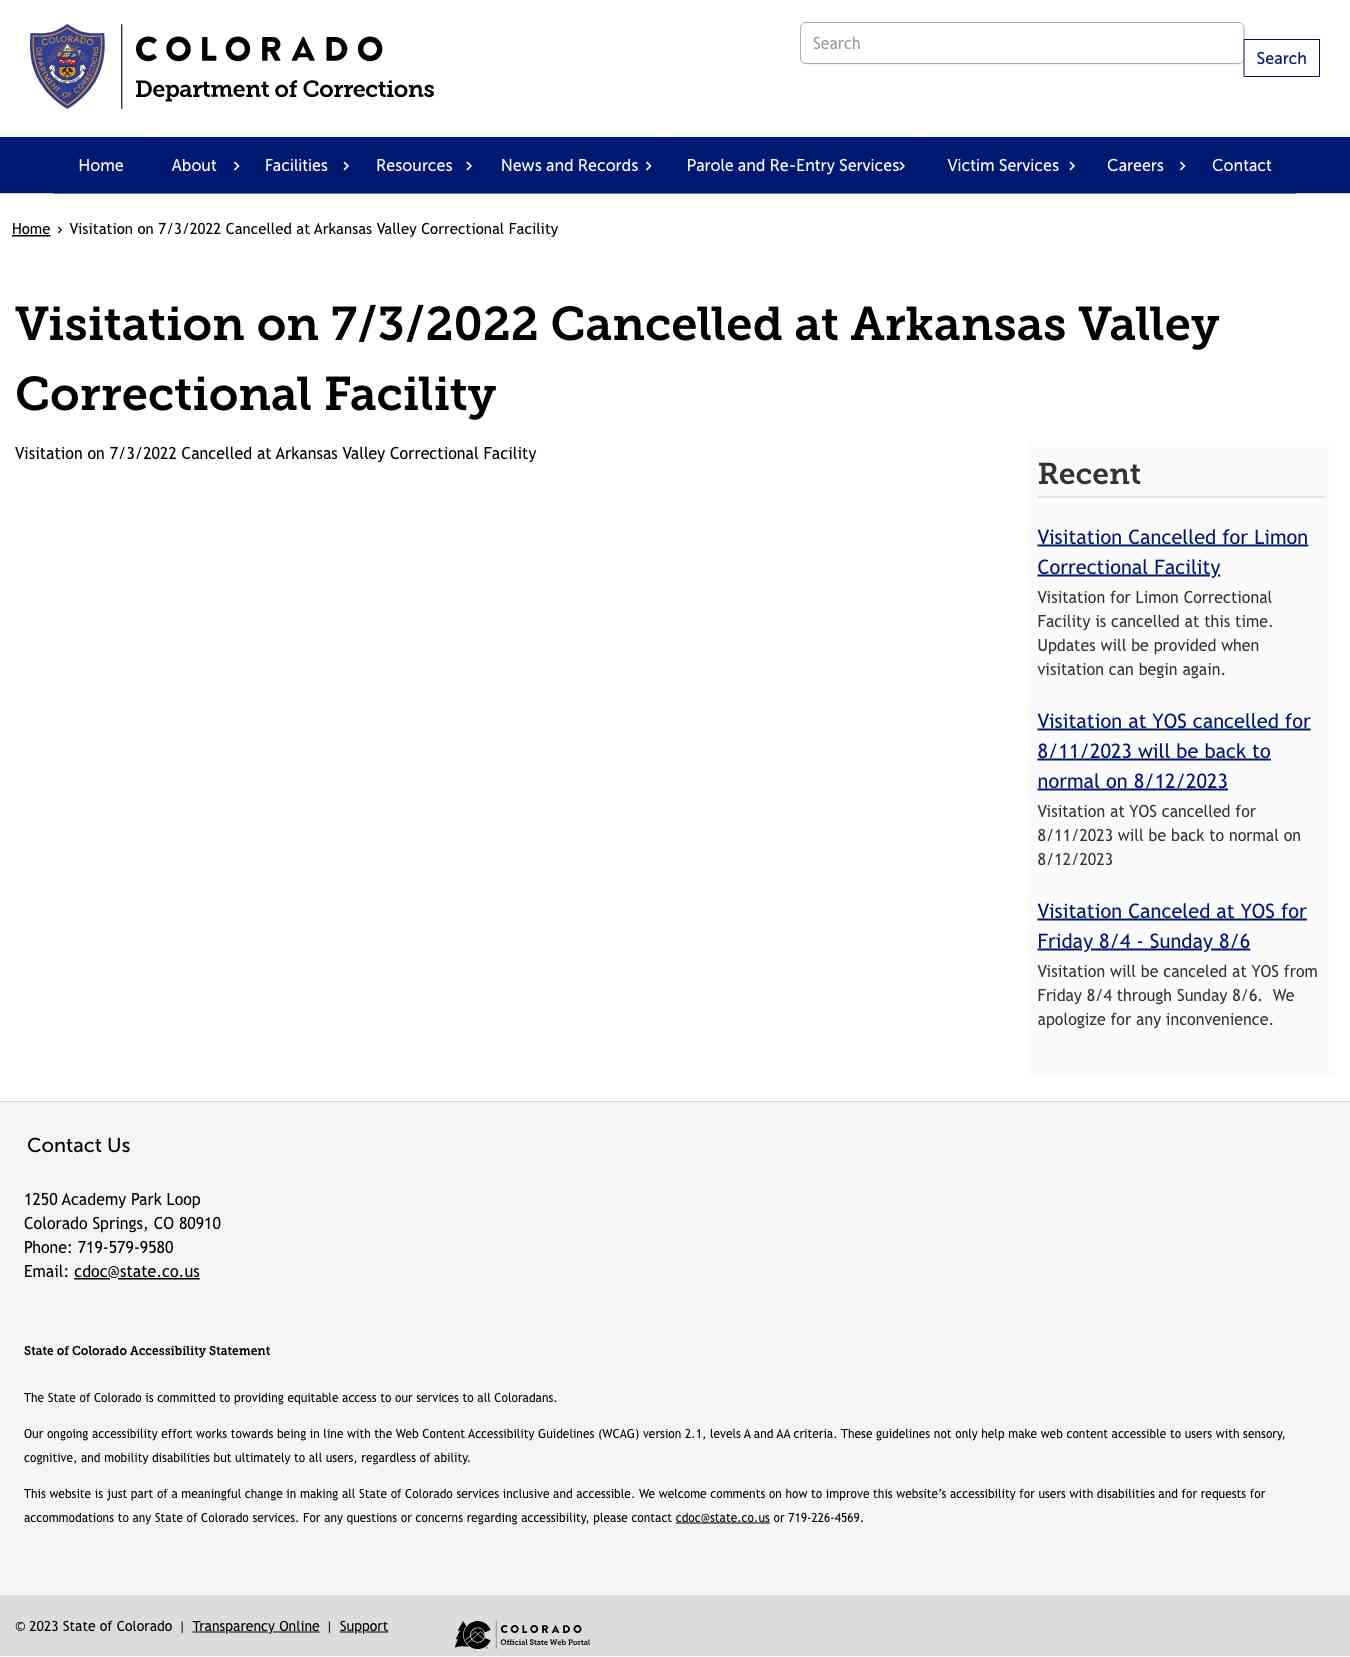 COLORADO
Department of Corrections
Search
Search
Home
About
Facilities
Resources
News and Records
Parole and Re-Entry Services
Victim Services
Careers
Contact
Home › Visitation on 7/3/2022 Cancelled at Arkansas Valley Correctional Facility
Visitation on 7/3/2022 Cancelled at Arkansas Valley
Correctional Facility
Visitation on 7/3/2022 Cancelled at Arkansas Valley Correctional Facility
Recent
Visitation Cancelled for Limon
Correctional Facility
Visitation for Limon Correctional
Facility is cancelled at this time.
Updates will be provided when
visitation can begin again.
Visitation at YOS cancelled for
8/11/2023 will be back to
normal on 8/12/2023
Visitation at YOS cancelled for
8/11/2023 will be back to normal on
8/12/2023
Visitation Canceled at YOS for
Friday 8/4 - Sunday 8/6
Visitation will be canceled at YOS from
Friday 8/4 through Sunday 8/6.  We
apologize for any inconvenience.
Contact Us
1250 Academy Park Loop
Colorado Springs, CO 80910
Phone: 719-579-9580
Email: cdoc@state.co.us
State of Colorado Accessibility Statement
The State of Colorado is committed to providing equitable access to our services to all Coloradans.
Our ongoing accessibility effort works towards being in line with the Web Content Accessibility Guidelines (WCAG) version 2.1, levels A and AA criteria. These guidelines not only help make web content accessible to users with sensory,
cognitive, and mobility disabilities but ultimately to all users, regardless of ability.
This website is just part of a meaningful change in making all State of Colorado services inclusive and accessible. We welcome comments on how to improve this website's accessibility for users with disabilities and for requests for
accommodations to any State of Colorado services. For any questions or concerns regarding accessibility, please contact cdoc@state.co.us or 719-226-4569.
© 2023 State of Colorado | Transparency Online | Support
COLORADO
Official State Web Portal